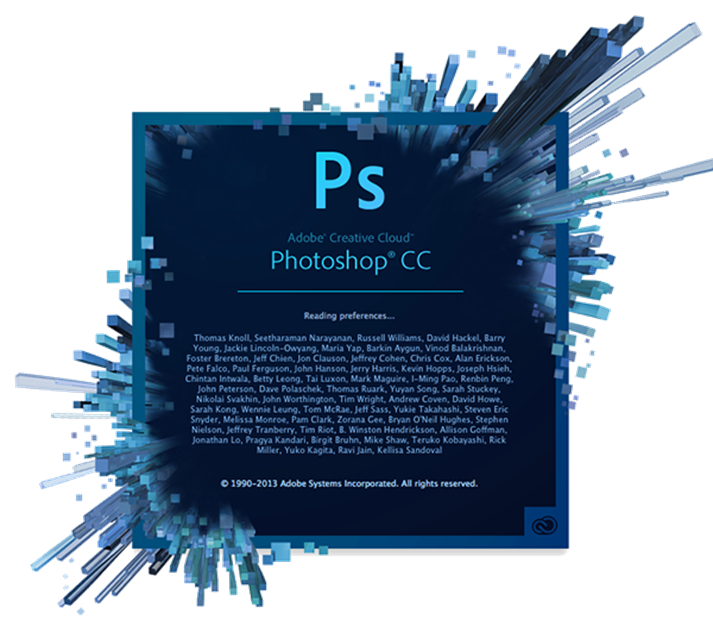 Ps
Adobe® Creative Cloud™
Photoshop® CC
Reading preferences...
Thomas Knoll, Seetharaman Narayanan, Russell Williams, David Hackel, Barry
Young, Jackie Lincoln-Owyang, Maria Yap, Barkin Aygun, Vinod Balakrishnan,
Foster Brereton, Jeff Chien, Jon Clauson, Jeffrey Cohen, Chris Cox, Alan Erickson,
Pete Falco, Paul Ferguson, John Hanson, Jerry Harris, Kevin Hopps, Joseph Hsieh,
Chintan Intwala, Betty Leong, Tai Luxon, Mark Maguire, I-Ming Pao, Renbin Peng,
John Peterson, Dave Polaschek, Thomas Ruark, Yuyan Song, Sarah Stuckey,
Nikolai Svakhin, John Worthington, Tim Wright, Andrew Coven, David Howe,
Sarah Kong, Wennie Leung, Tom McRae, Jeff Sass, Yukie Takahashi, Steven Eric
Snyder, Melissa Monroe, Pam Clark, Zorana Gee, Bryan O'Neil Hughes, Stephen
Nielson, Jeffrey Tranberry, Tim Riot, B. Winston Hendrickson, Allison Goffman,
Jonathan Lo, Pragya Kandari, Birgit Bruhn, Mike Shaw, Teruko Kobayashi, Rick
Miller, Yuko Kagita, Ravi Jain, Kellisa Sandoval
© 1990-2013 Adobe Systems Incorporated. All rights reserved.